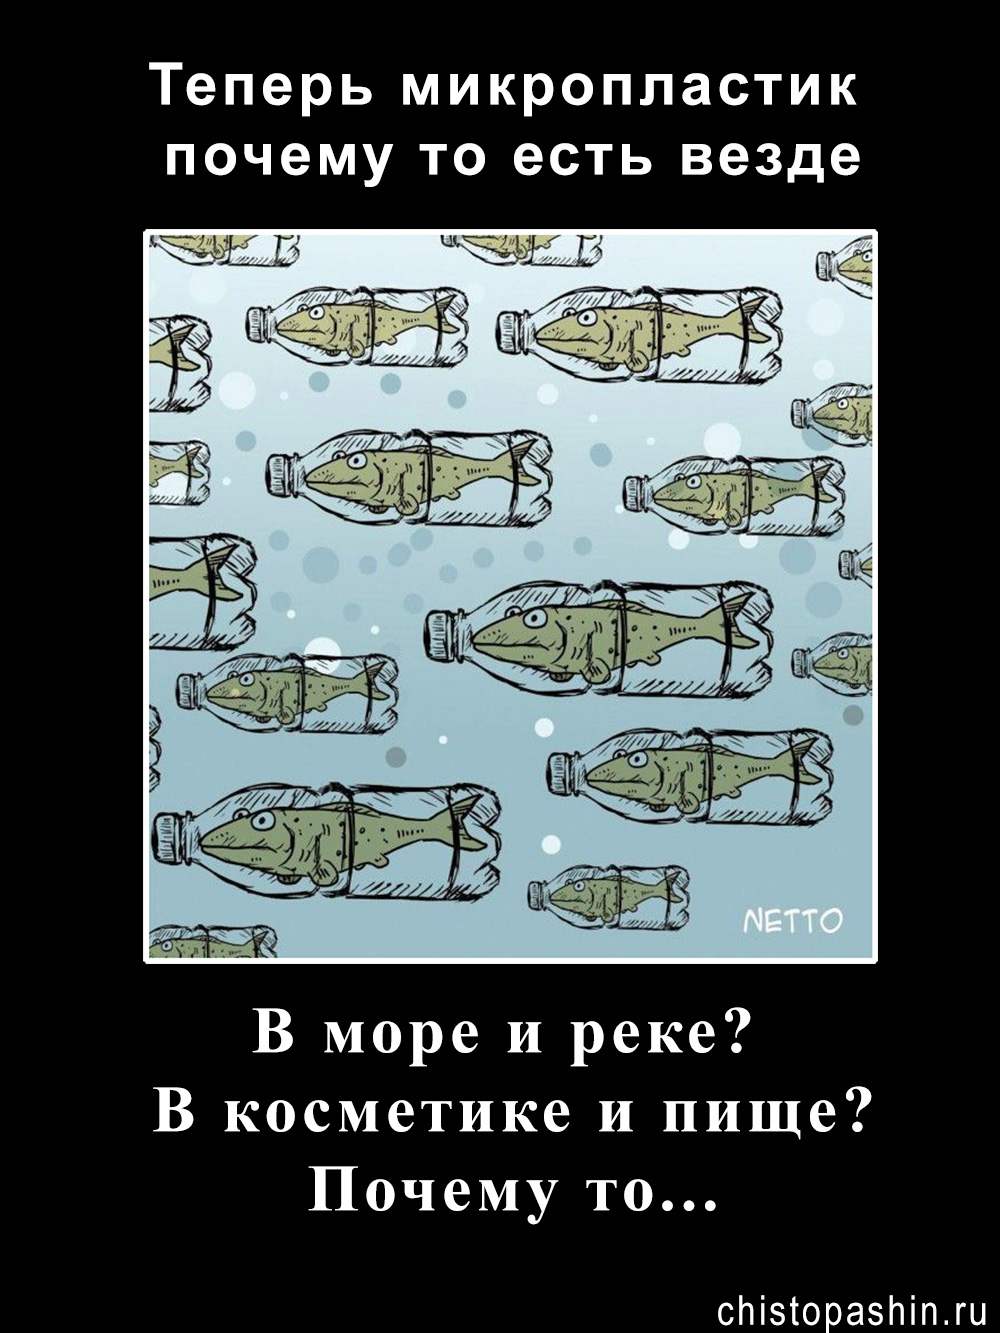 Теперь микропластик
почему то есть везде
NETTO
В море и реке?
В косметике и пище?
Почему то...
chistopashin.ru